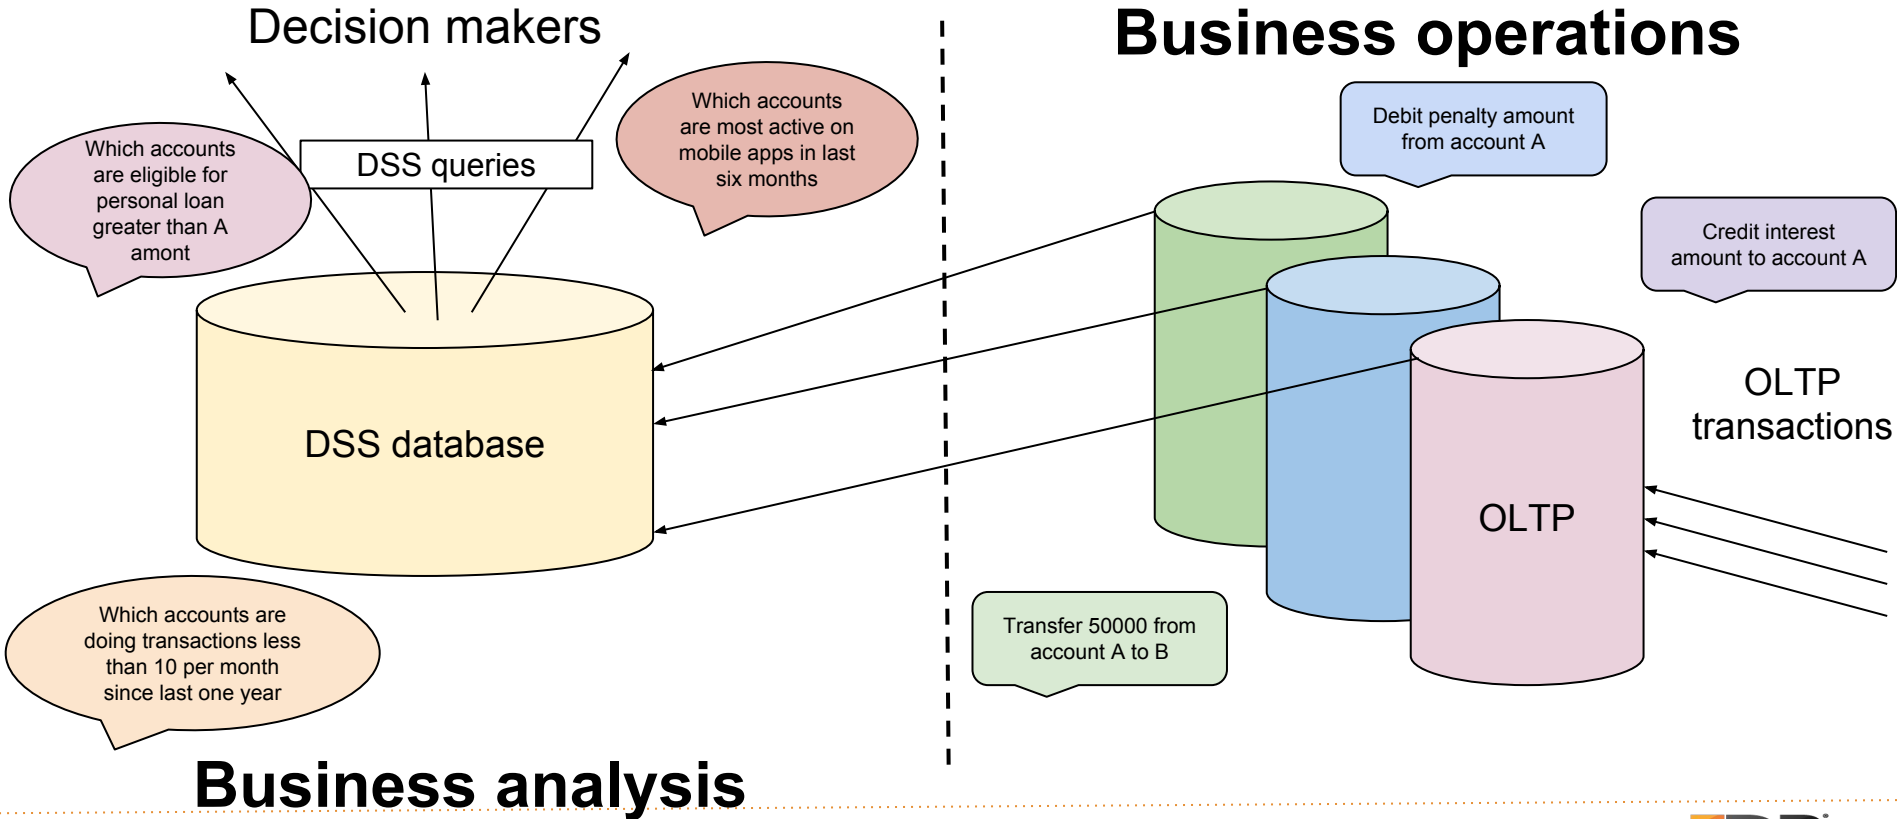 Decision makers
Business operations
Which accounts
are most active on
mobile apps in last
six months
Debit penalty amount
from account A
Which accounts
are eligible for
personal loan
greater than A
amont
DSS queries
Credit interest
amount to account A
OLTP
transactions
DSS database
OLTP
Which accounts are
doing transactions less
than 10 per month
since last one year
Transfer 50000 from
account A to B
Business analysis